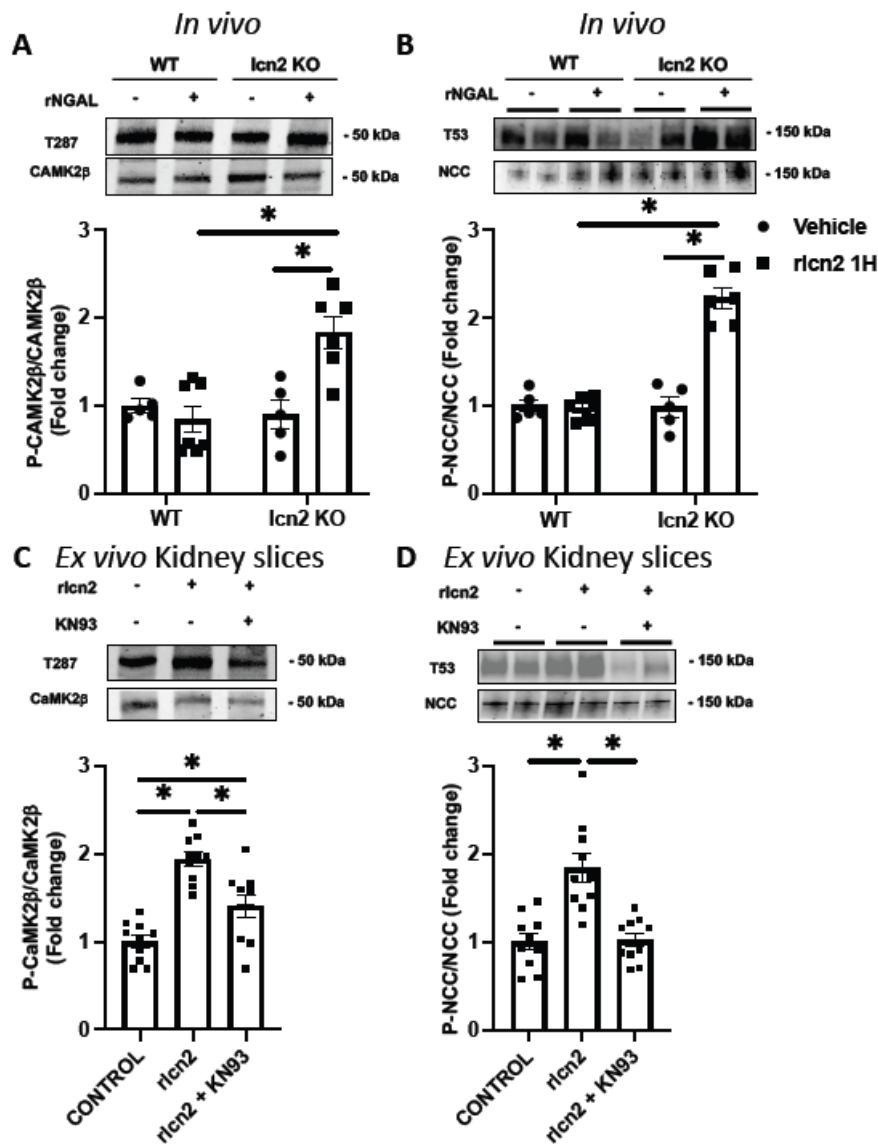 A
In vivo
WT
lcn2 KO
rNGAL - + - +
T287 - 50 kDa
CAMK2β - 50 kDa
*
*
P-CAMK2β/CAMK2β
(Fold change)
3
2
1
0
WT
lcn2 KO
B
In vivo
WT
lcn2 KO
rNGAL - + - +
T53 - 150 kDa
NCC - 150 kDa
*
*
Vehicle
rlcn2 1H
P-NCC/NCC (Fold change)
3
2
1
0
WT
lcn2 KO
C Ex vivo Kidney slices
rlcn2 - + +
KN93 - - +
T287 - 50 kDa
CaMK2β - 50 kDa
*
* *
P-CaMK2β/CaMK2β
(Fold change)
3
2
1
0
CONTROL
rlcn2
rlcn2 + KN93
D Ex vivo Kidney slices
rlcn2 - + +
KN93 - - +
T53 - 150 kDa
NCC - 150 kDa
* *
P-NCC/NCC (Fold change)
3
2
1
0
CONTROL
rlcn2
rlcn2 + KN93